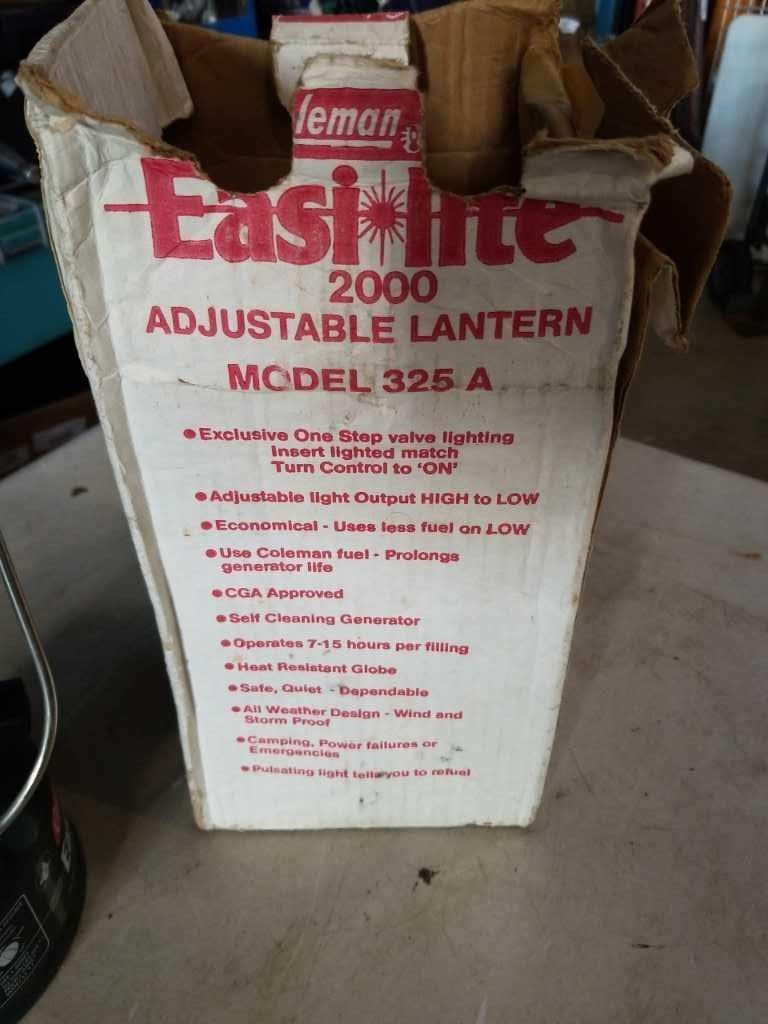 leman
Easi lite
2000
ADJUSTABLE LANTERN
MODEL 325 A
• Exclusive One Step valve lighting
Insert lighted match
Turn Control to 'ON'
• Adjustable light Output HIGH to LOW
• Economical - Uses less fuel on LOW
• Use Coleman fuel - Prolongs
generator life
• CGA Approved
• Self Cleaning Generator
• Operates 7-15 hours per filling
• Heat Resistant Globe
• Safe, Quiet - Dependable
• All Weather Design - Wind and
Storm Proof
• Camping, Power failures or
Emergencies
• Pulsating light tells you to refuel